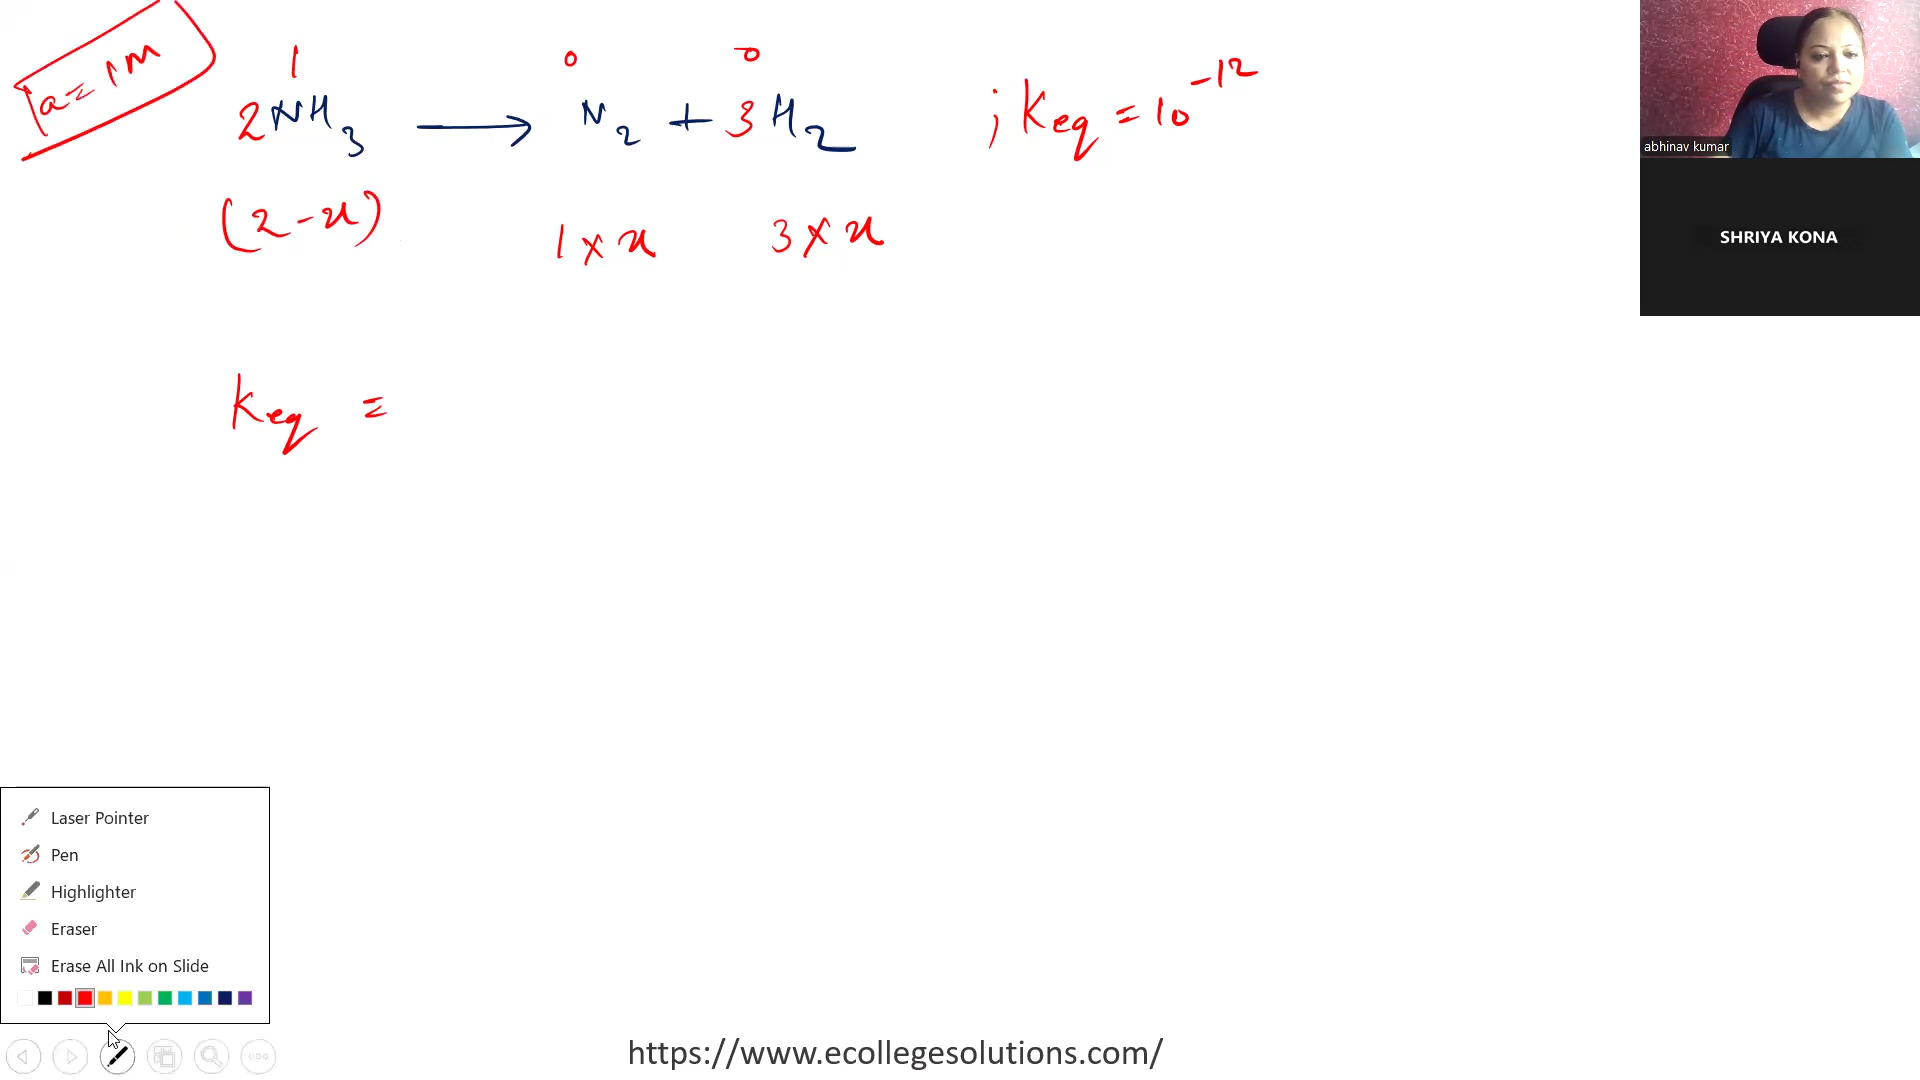 a = 1M
1 0 0
2NH3 ⟶ N2 + 3H2 ; Keq = 10^-12
(2-x) 1 × x 3 × x
Keq =
abhinav kumar
SHRIYA KONA
Laser Pointer
Pen
Highlighter
Eraser
Erase All Ink on Slide
https://www.ecollegesolutions.com/